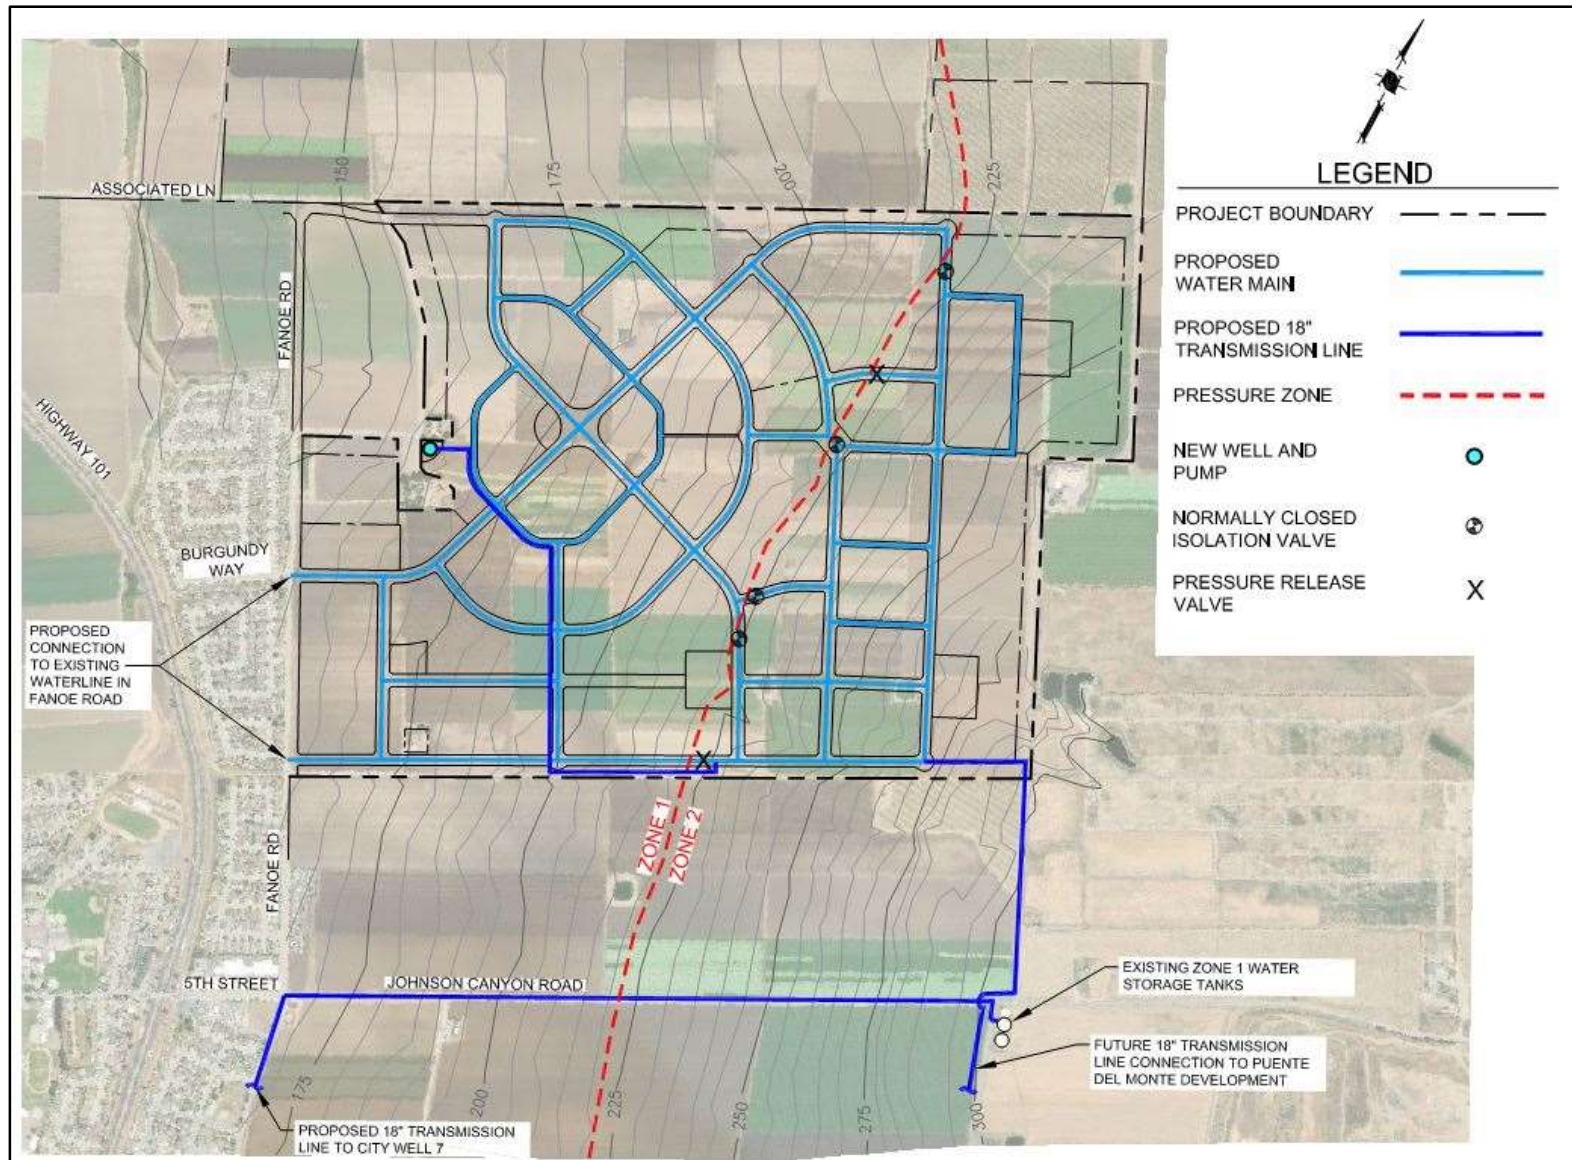 LEGEND
PROJECT BOUNDARY
PROPOSED
WATER MAIN
PROPOSED 18"
TRANSMISSION LINE
PRESSURE ZONE
NEW WELL AND
PUMP
NORMALLY CLOSED
ISOLATION VALVE
PRESSURE RELEASE
VALVE
X
150
175
200
225
ASSOCIATED LN
FANOE RD
HIGHWAY 101
X
BURGUNDY
WAY
PROPOSED
CONNECTION
TO EXISTING
WATERLINE IN
FANOE ROAD
X
ZONE 1
ZONE 2
FANOE RD
5TH STREET
JOHNSON CANYON ROAD
EXISTING ZONE 1 WATER
STORAGE TANKS
FUTURE 18" TRANSMISSION
LINE CONNECTION TO PUENTE
DEL MONTE DEVELOPMENT
175
200
225
250
275
300
PROPOSED 18" TRANSMISSION
LINE TO CITY WELL 7